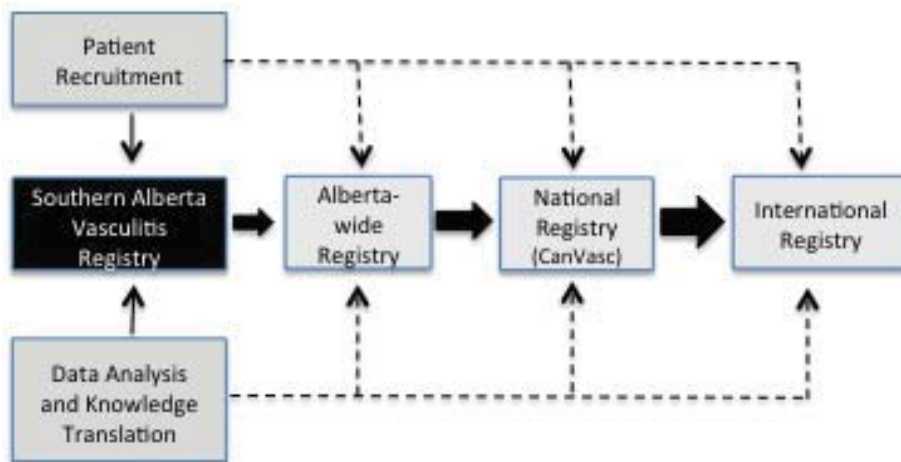 Patient
Recruitment
Southern Alberta
Vasculitis
Registry
Alberta-
wide
Registry
National
Registry
(CanVasc)
International
Registry
Data Analysis
and Knowledge
Translation